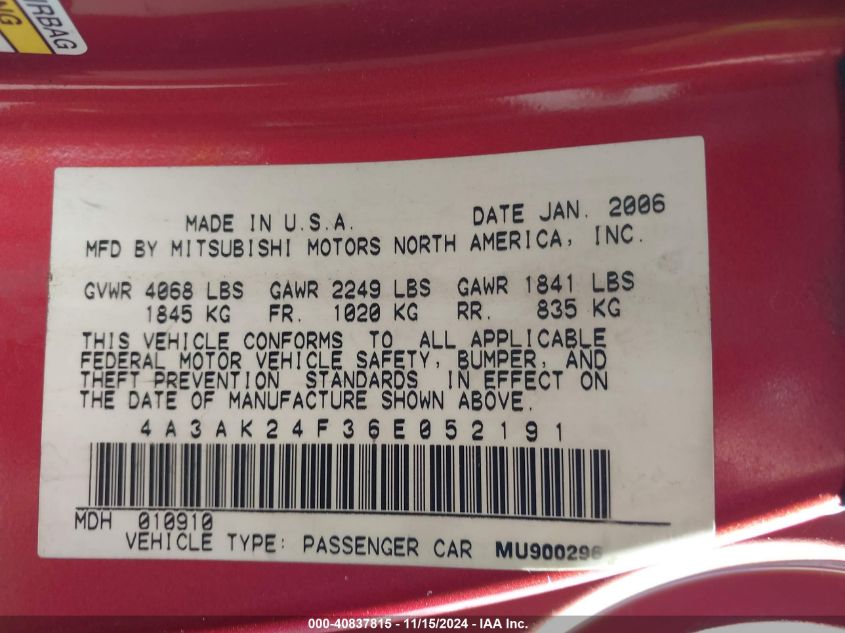 AIRBAG
NG
MADE IN U.S.A. DATE JAN. 2006
MFD BY MITSUBISHI MOTORS NORTH AMERICA, INC.
GVWR 4068 LBS GAWR 2249 LBS GAWR 1841 LBS
1845 KG FR. 1020 KG RR. 835 KG
THIS VEHICLE CONFORMS TO ALL APPLICABLE
FEDERAL MOTOR VEHICLE SAFETY, BUMPER, AND
THEFT PREVENTION STANDARDS IN EFFECT ON
THE DATE OF MANUFACTURE SHOWN ABOVE.
4A3AK24F36E052191
MDH 010910
VEHICLE TYPE: PASSENGER CAR MU900296
000-40837815 - 11/15/2024 - IAA Inc.